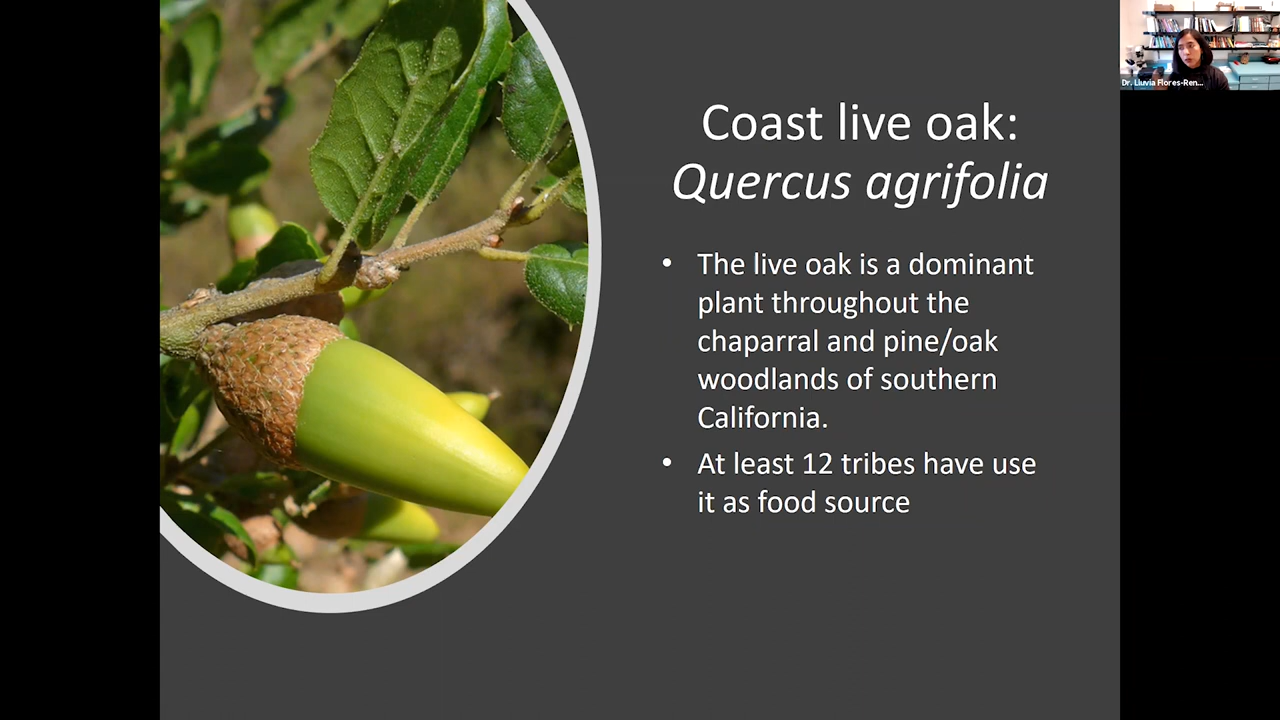 Coast live oak:
Quercus agrifolia
• The live oak is a dominant
plant throughout the
chaparral and pine/oak
woodlands of southern
California.
• At least 12 tribes have use
it as food source
Dr. Lluvia Flores-Ren...